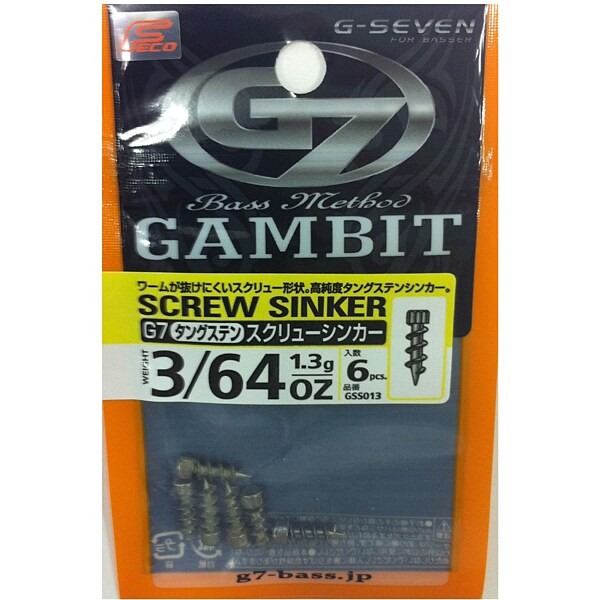 SECO
G-SEVEN
FOR BASSER
G7
Bass Method
GAMBIT
ワームが抜けにくいスクリュー形状。高純度タングステンシンカー。
SCREW SINKER
G7 タングステン スクリューシンカー
WEIGHT 3/64 1.3g OZ 入数 6pcs.
品番 GSS013
g7-bass.jp